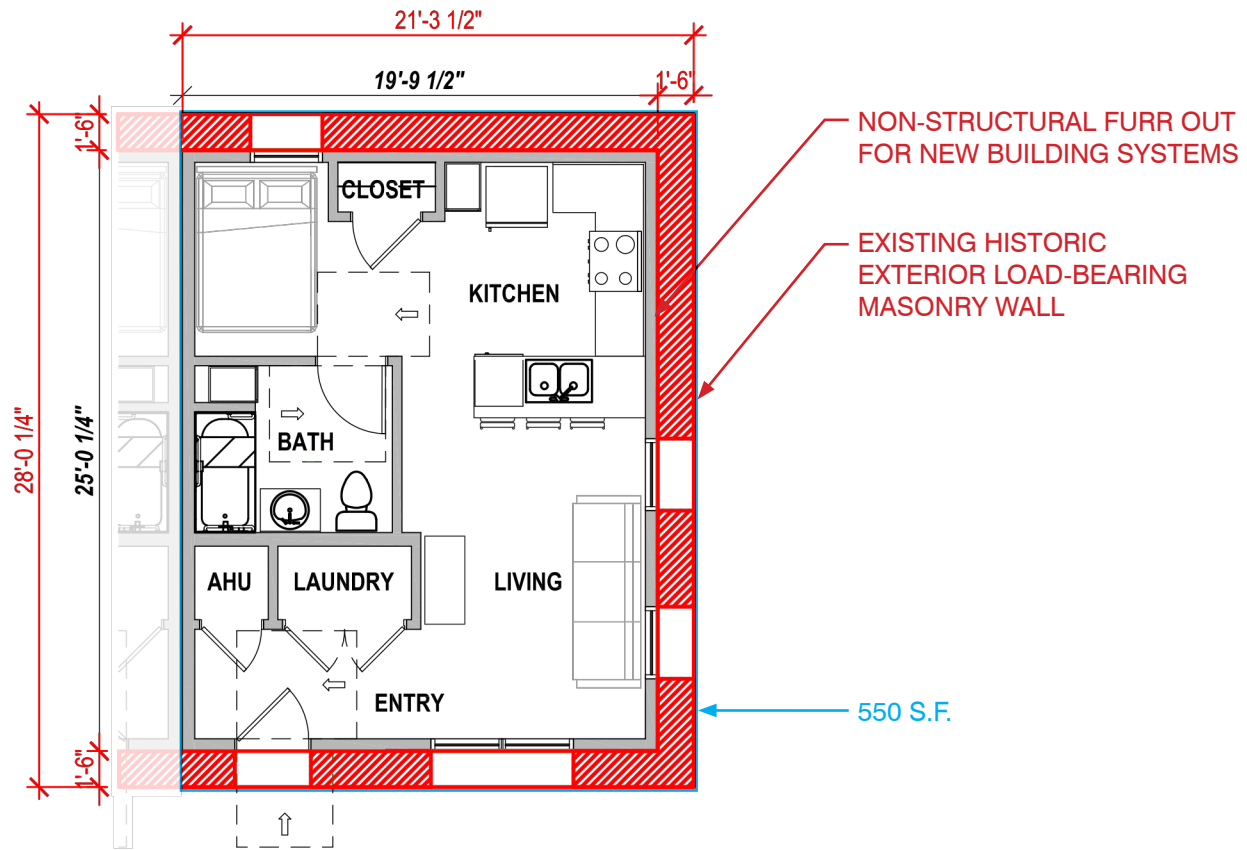 21'-3 1/2"
19'-9 1/2"
1'-6"
1'-6"
NON-STRUCTURAL FURR OUT
FOR NEW BUILDING SYSTEMS
CLOSET
EXISTING HISTORIC
EXTERIOR LOAD-BEARING
MASONRY WALL
KITCHEN
28'-0 1/4"
25'-0 1/4"
BATH
AHU
LAUNDRY
LIVING
ENTRY
550 S.F.
1'-6"